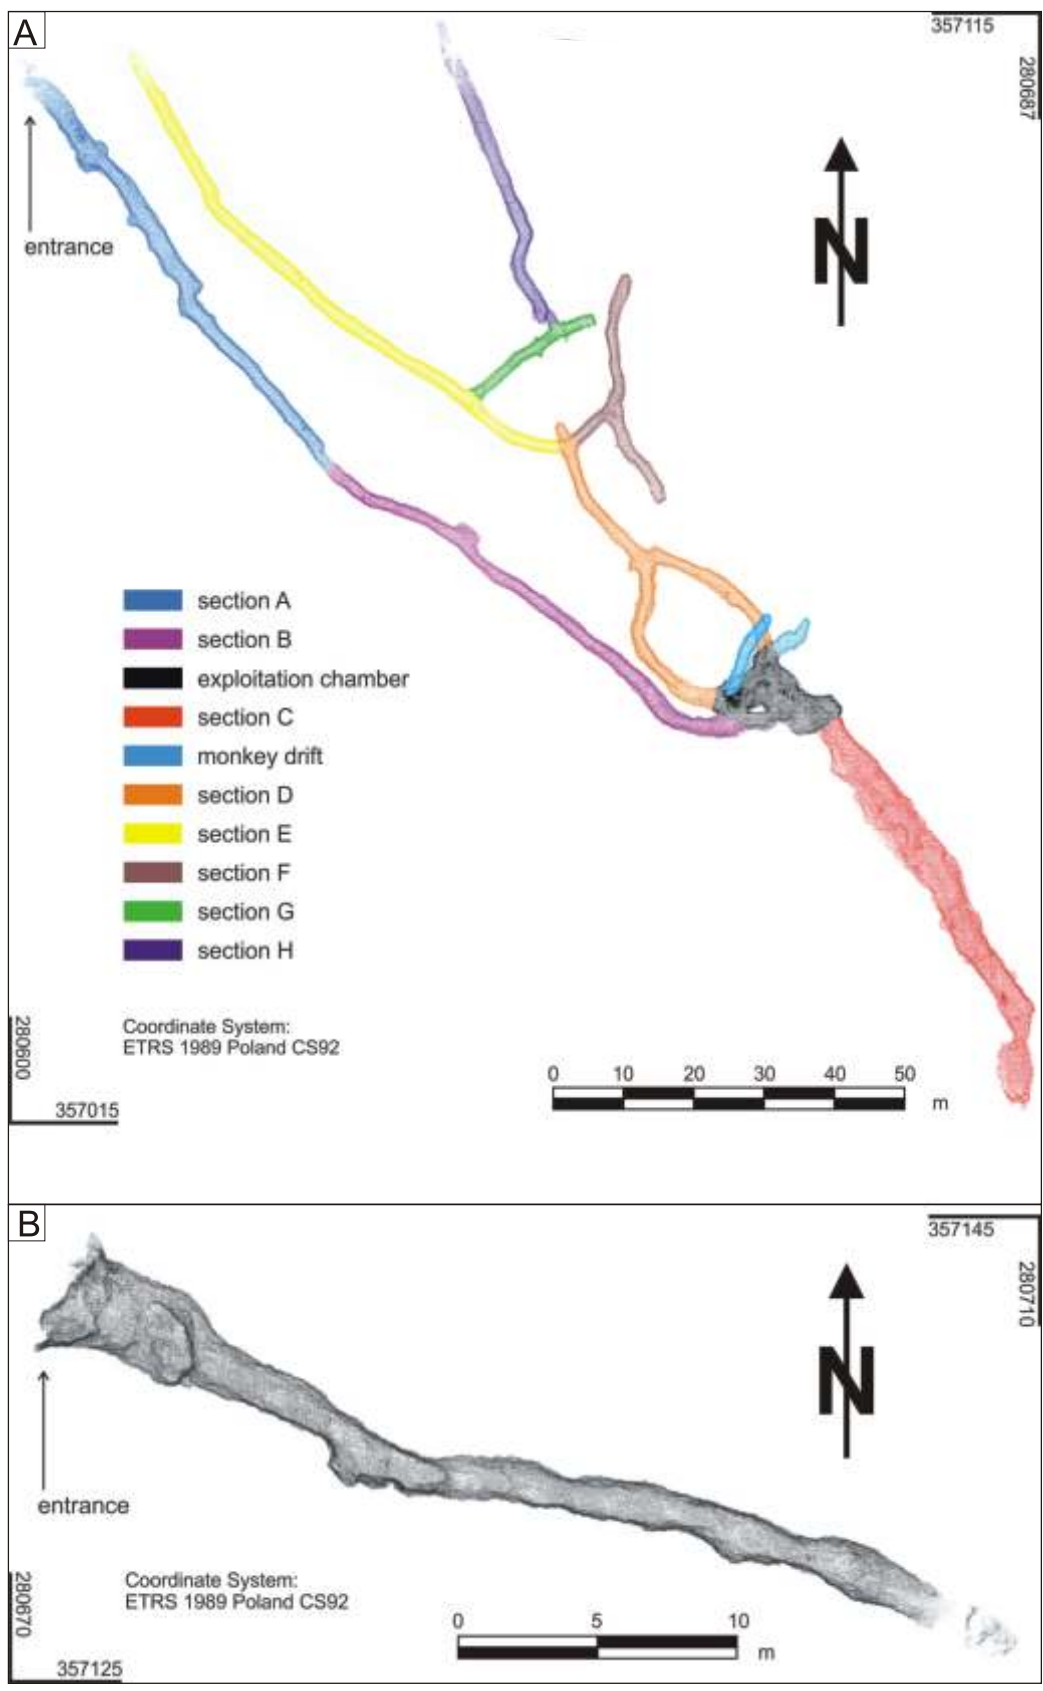 A
357115
280687
N
entrance
section A
section B
exploitation chamber
section C
monkey drift
section D
section E
section F
section G
section H
Coordinate System:
ETRS 1989 Poland CS92
280600
357015
0 10 20 30 40 50
m
B
357145
280710
N
entrance
Coordinate System:
ETRS 1989 Poland CS92
280670
357125
0 5 10
m